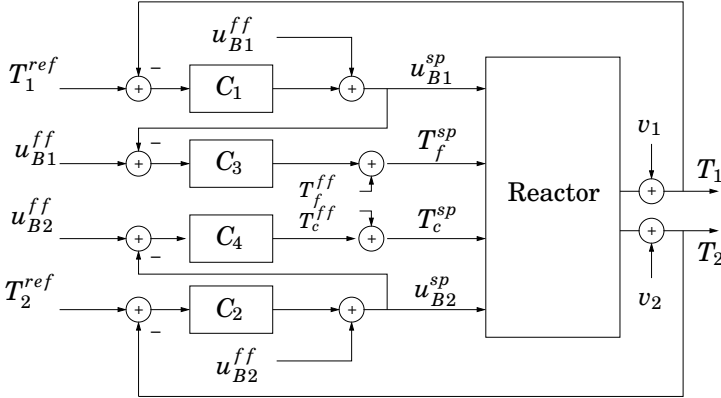 u_{B1}^{ff}
T_1^{ref} + − C_1 + u_{B1}^{sp}
u_{B1}^{ff} + − C_3 + T_f^{sp}
T_f^{ff}
Reactor
v_1
+ T_1
T_c^{ff}
u_{B2}^{ff} + − C_4 + T_c^{sp}
+ T_2
v_2
T_2^{ref} + − C_2 + u_{B2}^{sp}
u_{B2}^{ff}